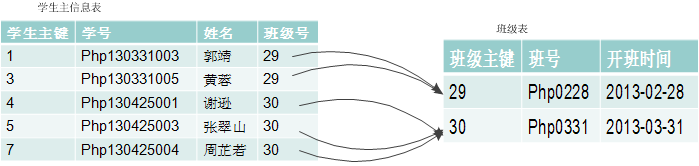 学生主信息表
学生主键 学号 姓名 班级号
1 Php130331003 郭靖 29
3 Php130331005 黄蓉 29
4 Php130425001 谢逊 30
5 Php130425003 张翠山 30
7 Php130425004 周芷若 30
班级表
班级主键 班号 开班时间
29 Php0228 2013-02-28
30 Php0331 2013-03-31